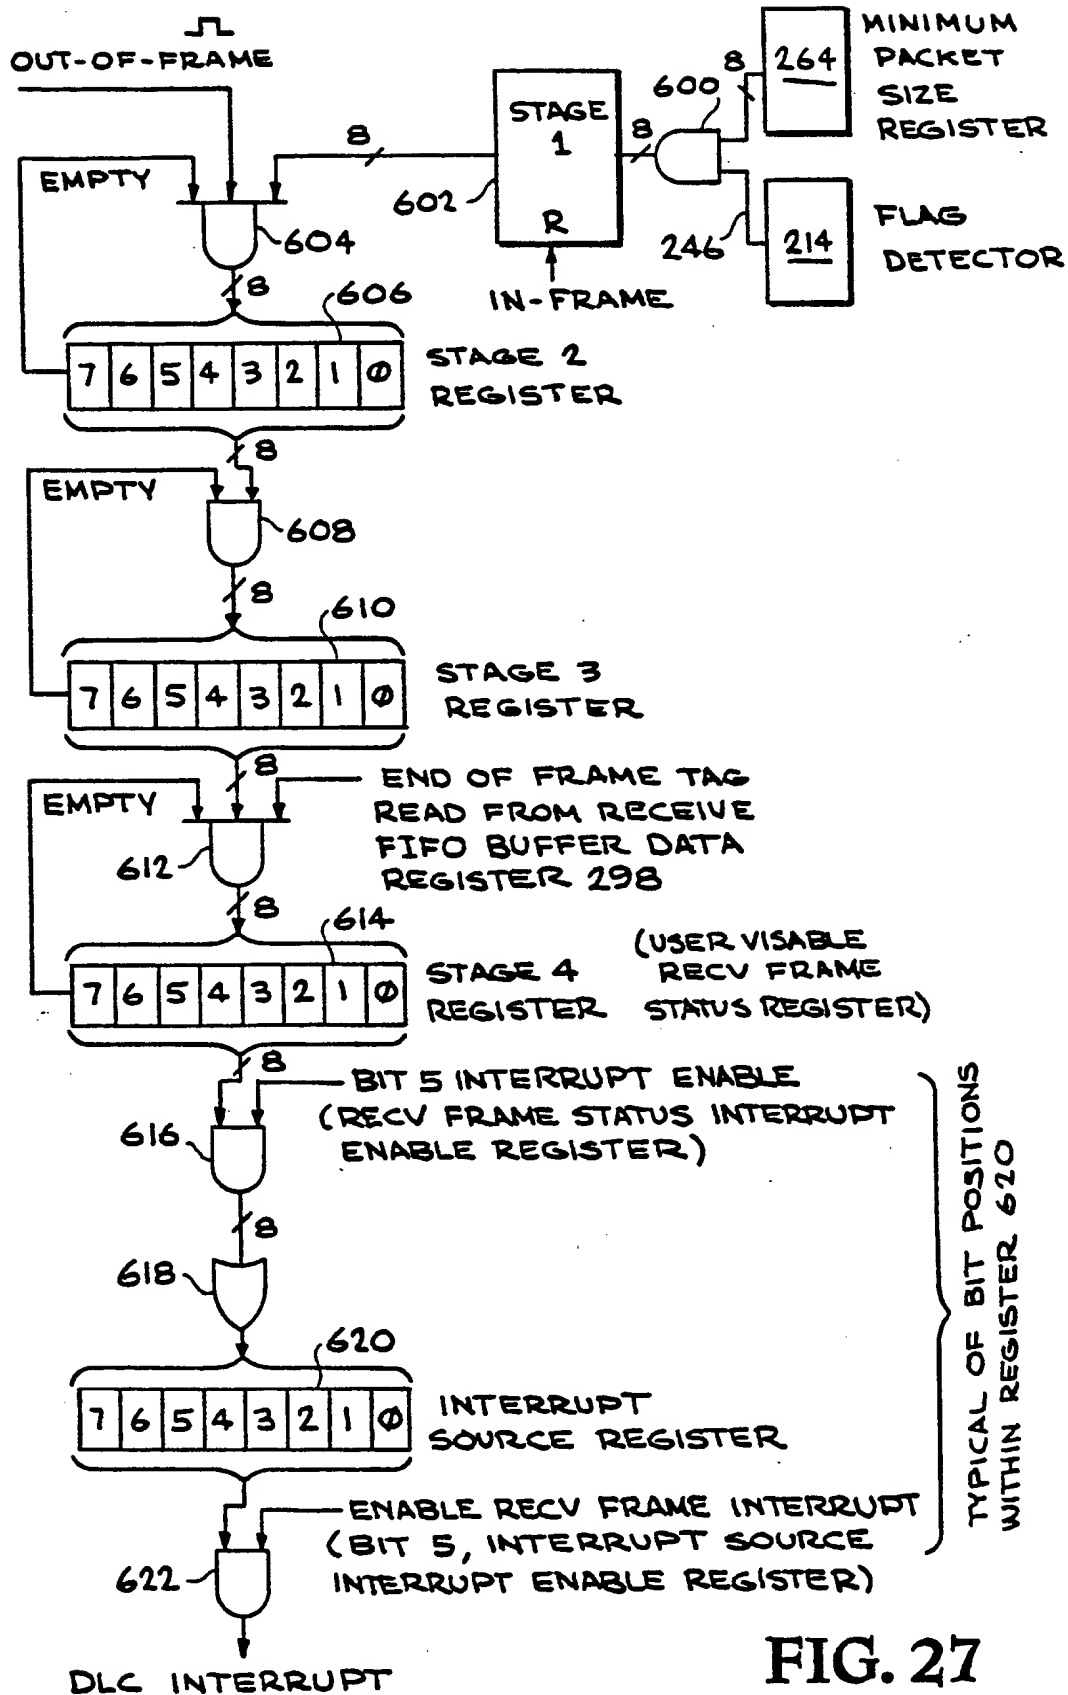 OUT-OF-FRAME
MINIMUM
PACKET
SIZE
REGISTER
264
8
600
STAGE
1
R
8
8
602
EMPTY
604
246
214
FLAG
DETECTOR
IN-FRAME
8
606
7 6 5 4 3 2 1 0
STAGE 2
REGISTER
8
EMPTY
608
8
610
7 6 5 4 3 2 1 0
STAGE 3
REGISTER
8
EMPTY
END OF FRAME TAG
READ FROM RECEIVE
FIFO BUFFER DATA
REGISTER 298
612
8
614
7 6 5 4 3 2 1 0
STAGE 4
REGISTER
(USER VISABLE
RECV FRAME
STATUS REGISTER)
8
BIT 5 INTERRUPT ENABLE
(RECV FRAME STATUS INTERRUPT
ENABLE REGISTER)
616
8
618
620
7 6 5 4 3 2 1 0
INTERRUPT
SOURCE REGISTER
TYPICAL OF BIT POSITIONS
WITHIN REGISTER 620
ENABLE RECV FRAME INTERRUPT
(BIT 5, INTERRUPT SOURCE
INTERRUPT ENABLE REGISTER)
622
DLC INTERRUPT
FIG. 27